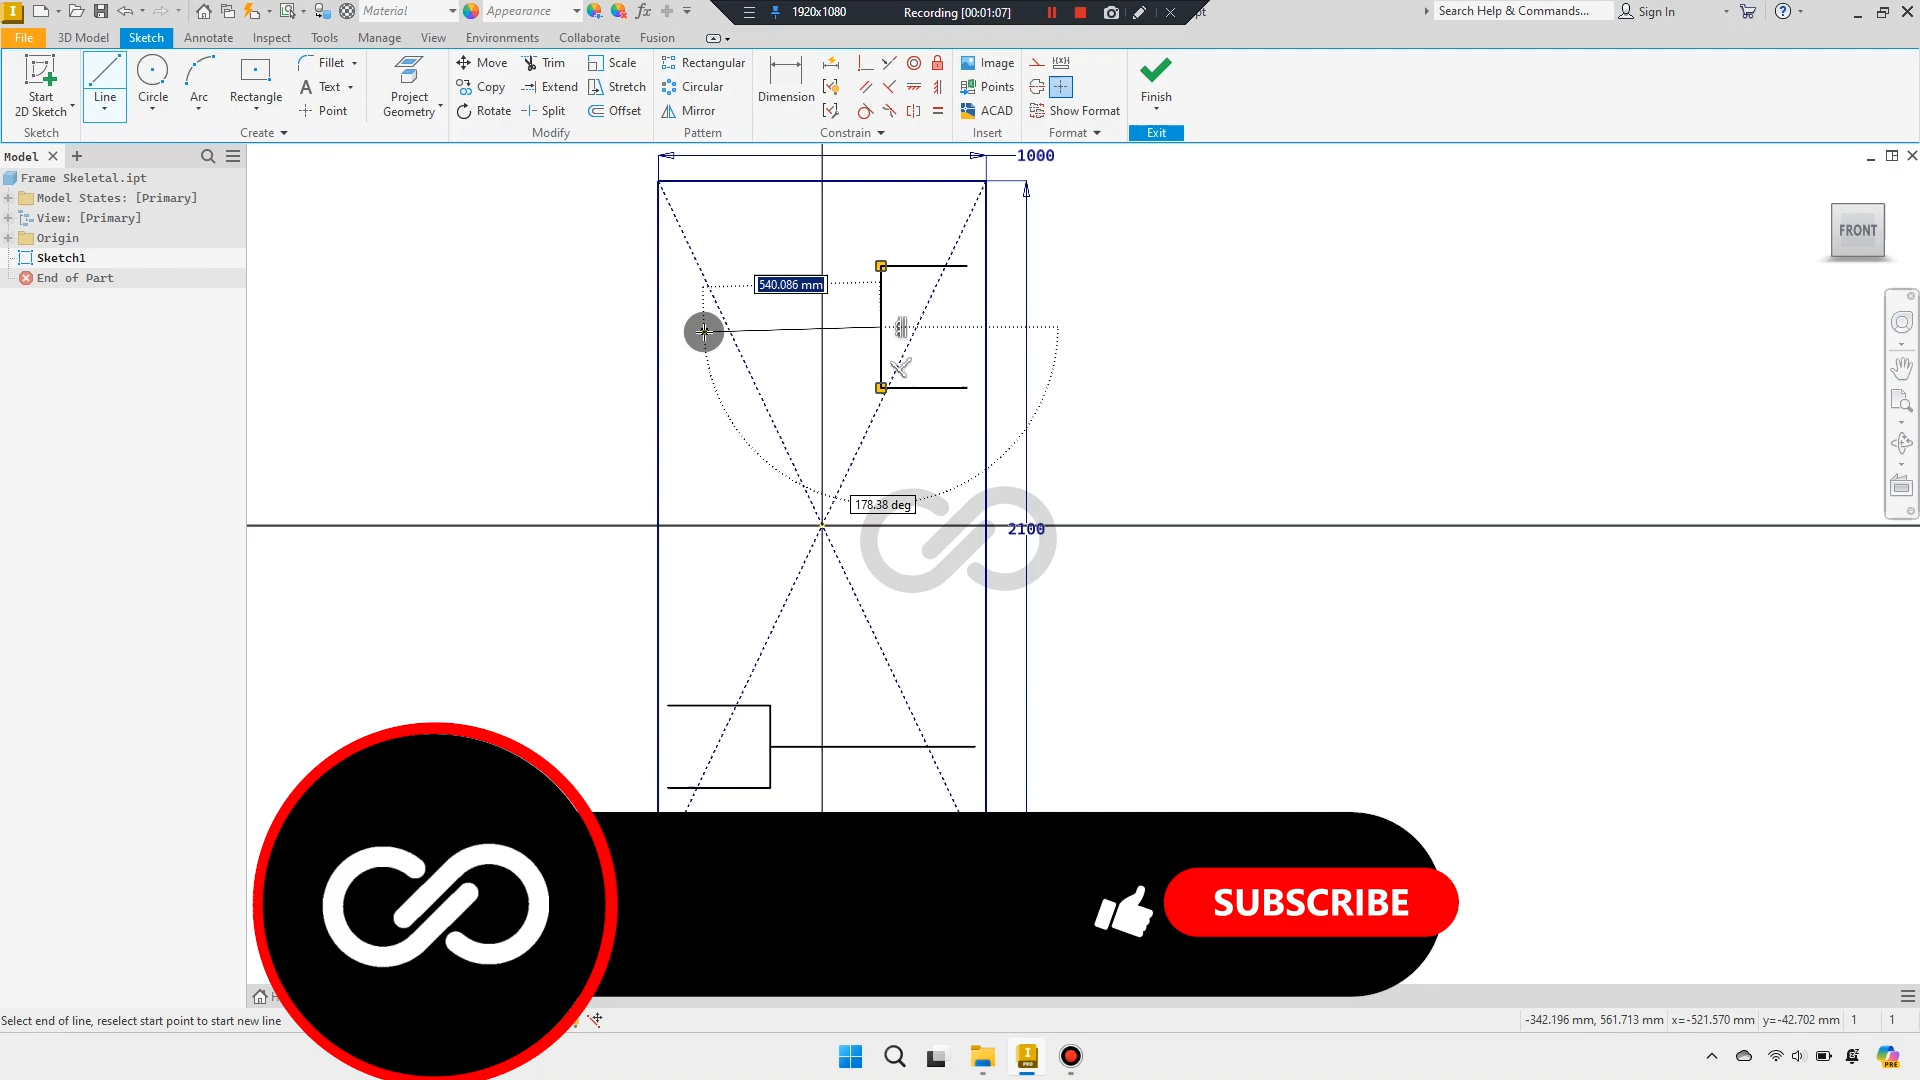 Material
Appearance
fx
1920x1080
Recording [00:01:07]
pt
Search Help & Commands...
Sign In
File
3D Model
Sketch
Annotate
Inspect
Tools
Manage
View
Environments
Collaborate
Fusion
Start
2D Sketch
Line
Circle
Arc
Rectangle
Fillet
Text
Point
Project
Geometry
Move
Copy
Rotate
Trim
Extend
Split
Scale
Stretch
Offset
Rectangular
Circular
Mirror
Dimension
Image
Points
ACAD
Show Format
Finish
Sketch
Create
Modify
Pattern
Constrain
Insert
Format
Exit
Model
Frame Skeletal.ipt
Model States: [Primary]
View: [Primary]
Origin
Sketch1
End of Part
1000
FRONT
540.086 mm
178.38 deg
2100
SUBSCRIBE
H
Select end of line, reselect start point to start new line
-342.196 mm, 561.713 mm
x=-521.570 mm
y=-42.702 mm
1
1
I
PRO
PRE